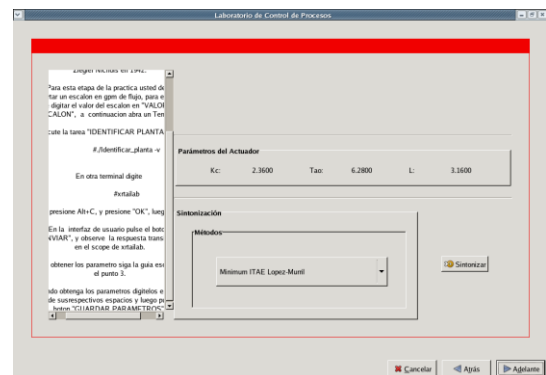 Laboratorio de Control de Procesos
Ziegler Nichols en 1942.
Para esta etapa de la practica usted de
tar un escalon en gpm de flujo, para e
digitar el valor del escalon en "VALOR
CALON", a continuacion abra un Ter
cute la tarea "IDENTIFICAR PLANTA
#./Identificar_planta -v
En otra terminal digite
#xrtailab
presione Alt+C, y presione "OK", lueg
En la interfaz de usuario pulse el boto
NVIAR", y observe la respuesta trans
en el scope de xrtailab.
obtener los parametro siga la guia esc
el punto 3.
ndo obtenga los parametros digitelos e
de susrespectivos espacios y luego pu
boton "GUARDAR PARAMETROS"
Parámetros del Actuador
Kc: 2.3600 Tao: 6.2800 L: 3.1600
Sintonización
Métodos
Minimum ITAE Lopez-Murril
Sintonizar
Cancelar Atrás Adelante